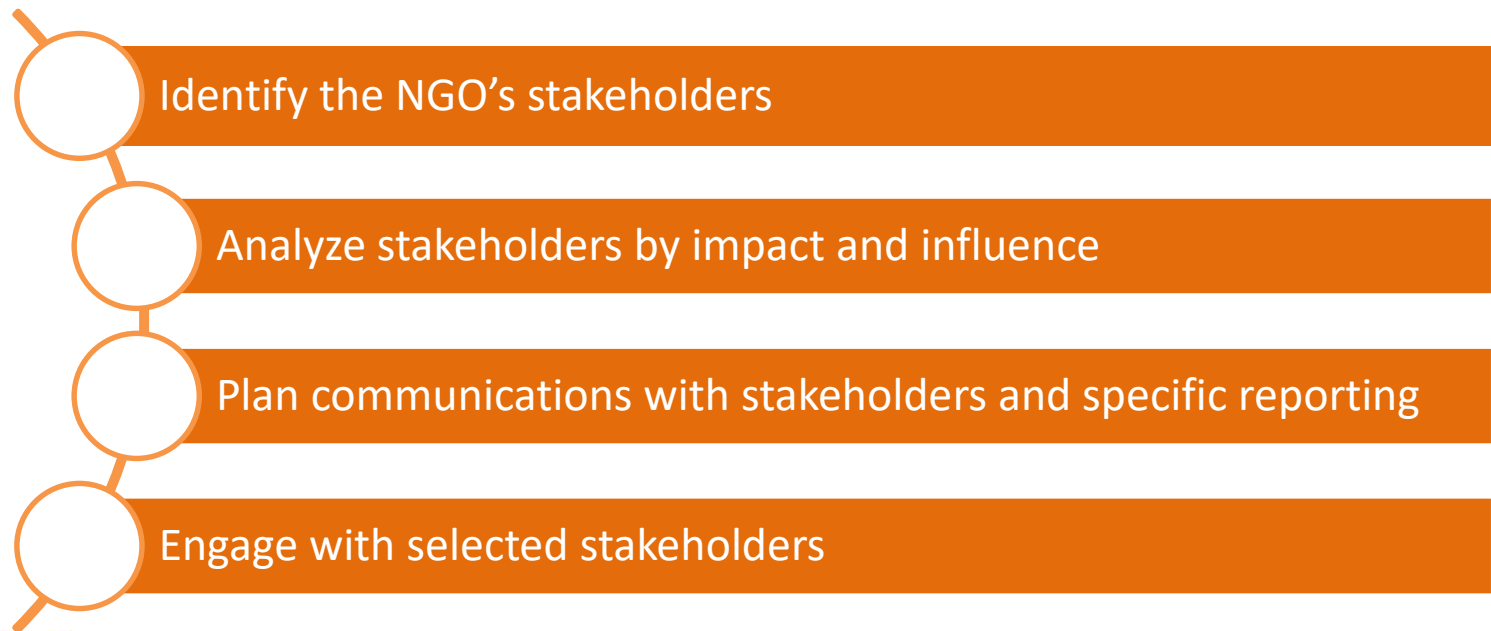 Identify the NGO’s stakeholders
Analyze stakeholders by impact and influence
Plan communications with stakeholders and specific reporting
Engage with selected stakeholders